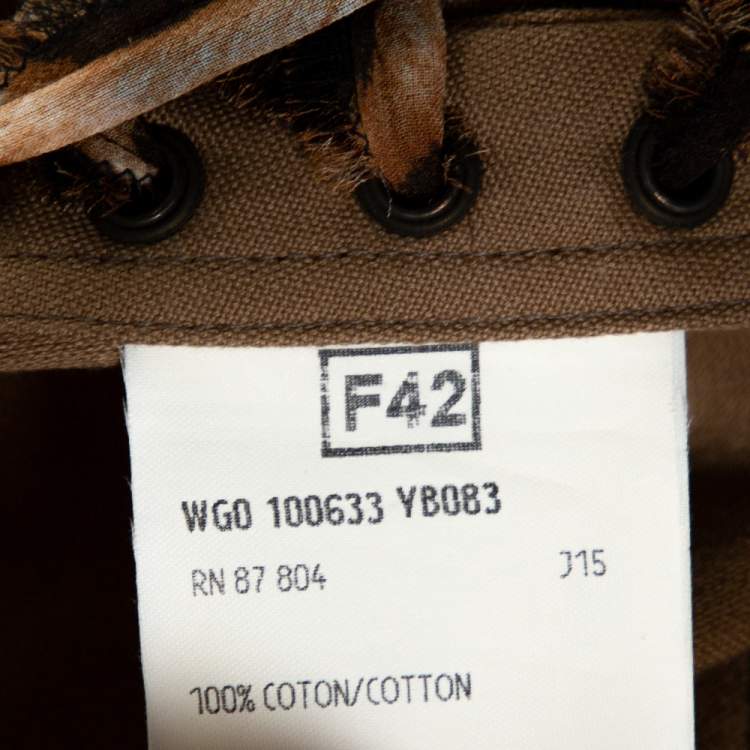 F42
WG0 100633 YB083
RN 87 804 J15
100% COTON/COTTON